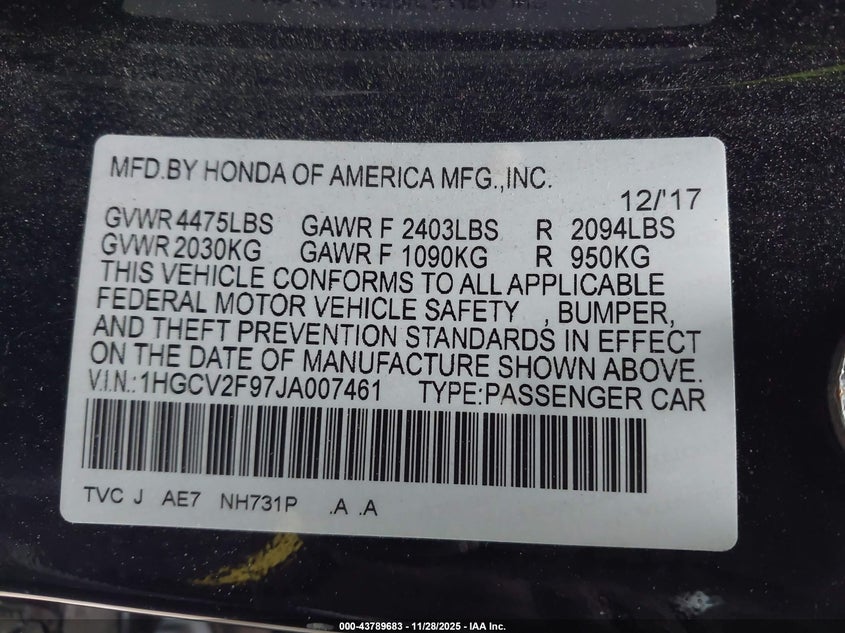 MFD.BY HONDA OF AMERICA MFG.,INC.
12/'17
GVWR 4475LBS GAWR F 2403LBS R 2094LBS
GVWR 2030KG GAWR F 1090KG R 950KG
THIS VEHICLE CONFORMS TO ALL APPLICABLE
FEDERAL MOTOR VEHICLE SAFETY , BUMPER,
AND THEFT PREVENTION STANDARDS IN EFFECT
ON THE DATE OF MANUFACTURE SHOWN ABOVE.
V.I.N.:1HGCV2F97JA007461 TYPE:PASSENGER CAR
TVC J AE7 NH731P .A .A
000-43789683 | 11/28/2025 - IAA Inc.